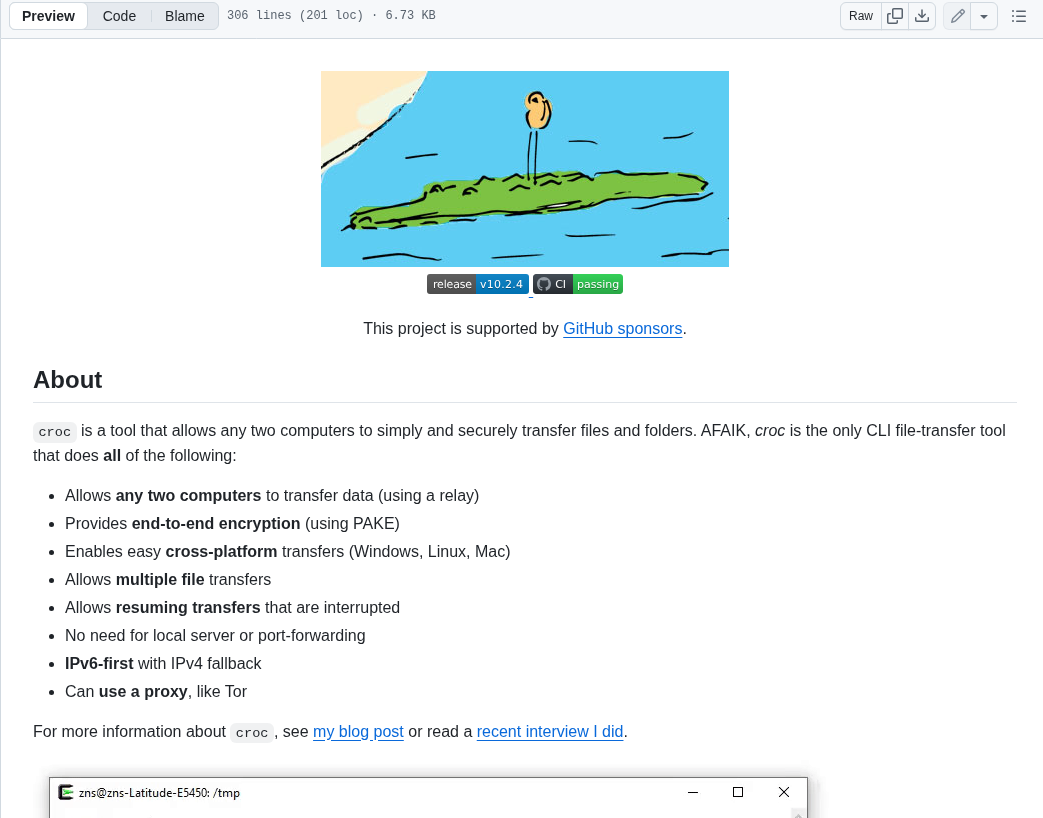 Preview Code Blame 306 lines (201 loc) · 6.73 KB Raw
release v10.2.4 CI passing
This project is supported by GitHub sponsors.
About
croc is a tool that allows any two computers to simply and securely transfer files and folders. AFAIK, croc is the only CLI file-transfer tool
that does all of the following:
Allows any two computers to transfer data (using a relay)
Provides end-to-end encryption (using PAKE)
Enables easy cross-platform transfers (Windows, Linux, Mac)
Allows multiple file transfers
Allows resuming transfers that are interrupted
No need for local server or port-forwarding
IPv6-first with IPv4 fallback
Can use a proxy, like Tor
For more information about croc, see my blog post or read a recent interview I did.
zns@zns-Latitude-E5450: /tmp